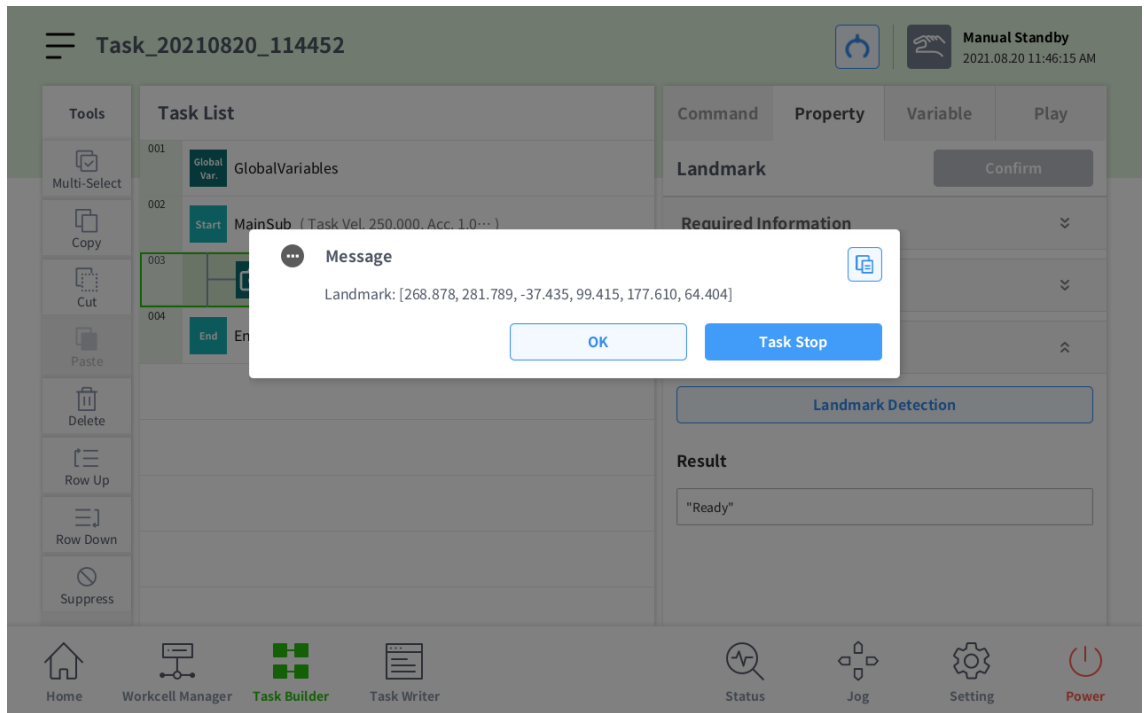 Task_20210820_114452
Manual Standby
2021.08.20 11:46:15 AM
Tools
Multi-Select
Copy
Cut
Paste
Delete
Row Up
Row Down
Suppress
Task List
001
Global Var.
GlobalVariables
002
Start
MainSub ( Task Vel. 250.000, Acc. 1.0··· )
003
004
End
Command
Property
Variable
Play
Landmark
Confirm
Required Information
Message
Landmark: [268.878, 281.789, -37.435, 99.415, 177.610, 64.404]
OK
Task Stop
Landmark Detection
Result
"Ready"
Home
Workcell Manager
Task Builder
Task Writer
Status
Jog
Setting
Power